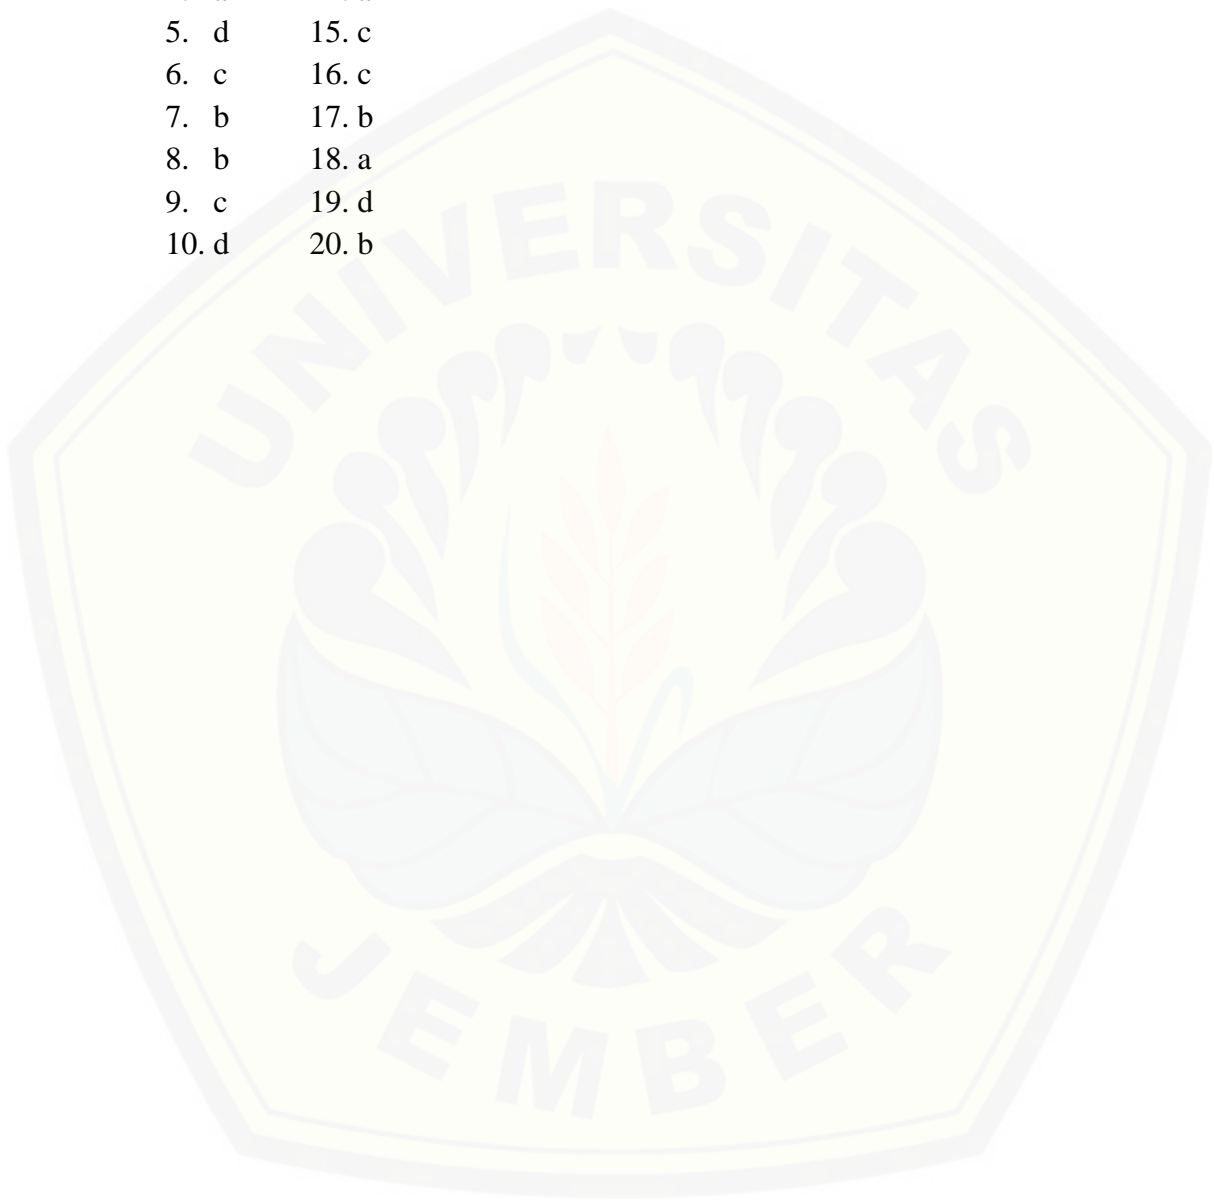 5. d 15. c
6. c 16. c
7. b 17. b
8. b 18. a
9. c 19. d
10. d 20. b
UNIVERSITAS
JEMBER